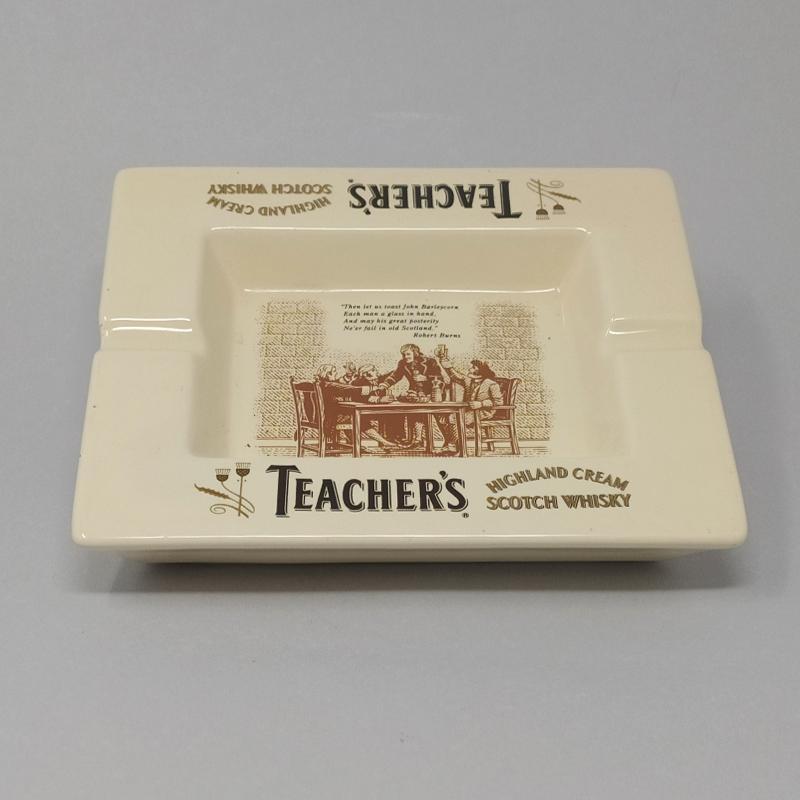 TEACHER'S
HIGHLAND CREAM
SCOTCH WHISKY
"Then let us toast John Barleycorn
Each man a glass in hand,
And may his great posterity
Ne'er fail in old Scotland."
Robert Burns
TEACHER'S®
HIGHLAND CREAM
SCOTCH WHISKY